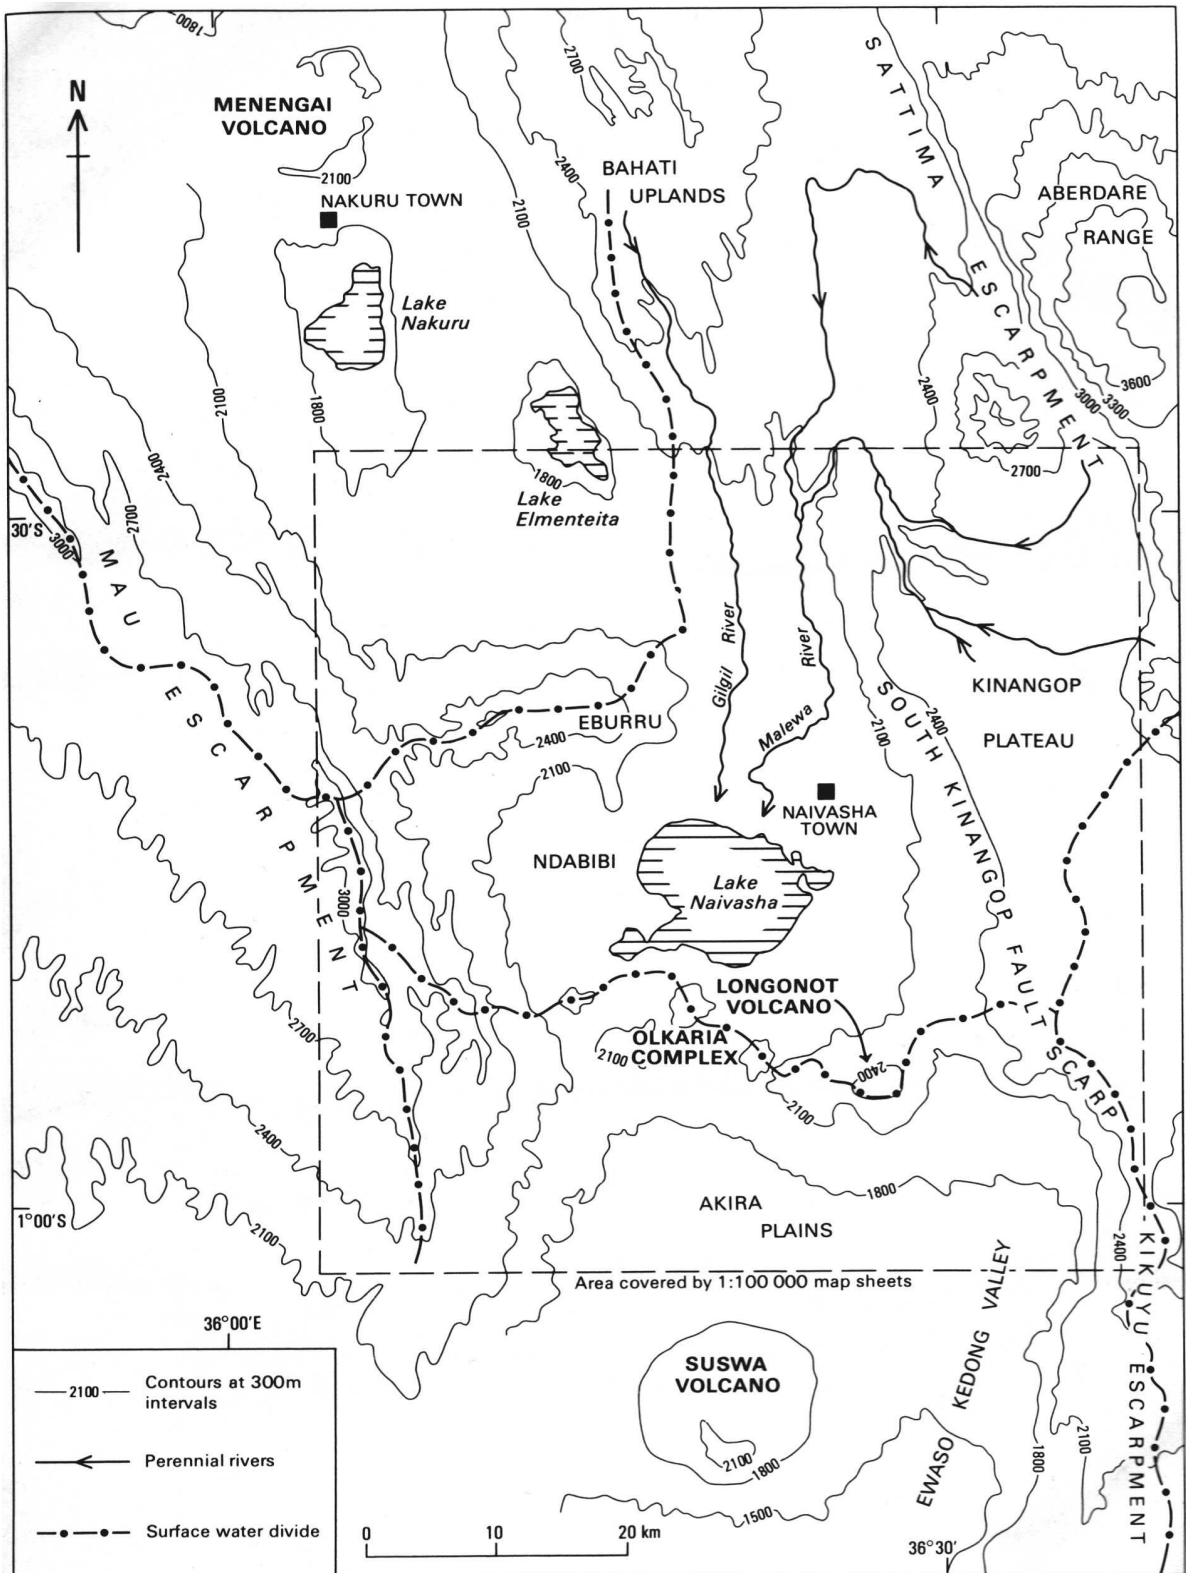 1800
N
MENENGAI
VOLCANO
2100
NAKURU TOWN
Lake
Nakuru
2700
2400
BAHATI
UPLANDS
2100
SATTIMA ESCARPMENT
2400
ABERDARE
RANGE
3600
3300
3000
2400
2700
2100
1800
2400
1800
Lake
Elmenteita
30'S
3000
2700
MAU ESCARPMENT
Gilgil River
Malewa River
KINANGOP
PLATEAU
SOUTH KINANGOP FAULT SCARP
2400
2100
EBURRU
2400
2100
NAIVASHA
TOWN
NDABIBI
Lake
Naivasha
3000
LONGONOT
VOLCANO
2700
OLKARIA
COMPLEX
2100
2400
2100
2400
1800
AKIRA
PLAINS
1°00'S
2100
2400
KIKUYU ESCARPMENT
Area covered by 1:100 000 map sheets
EWASO KEDONG VALLEY
36°00'E
SUSWA
VOLCANO
2100
1800
1500
1800
2100
2100 Contours at 300m
intervals
Perennial rivers
Surface water divide
0 10 20 km
36°30'